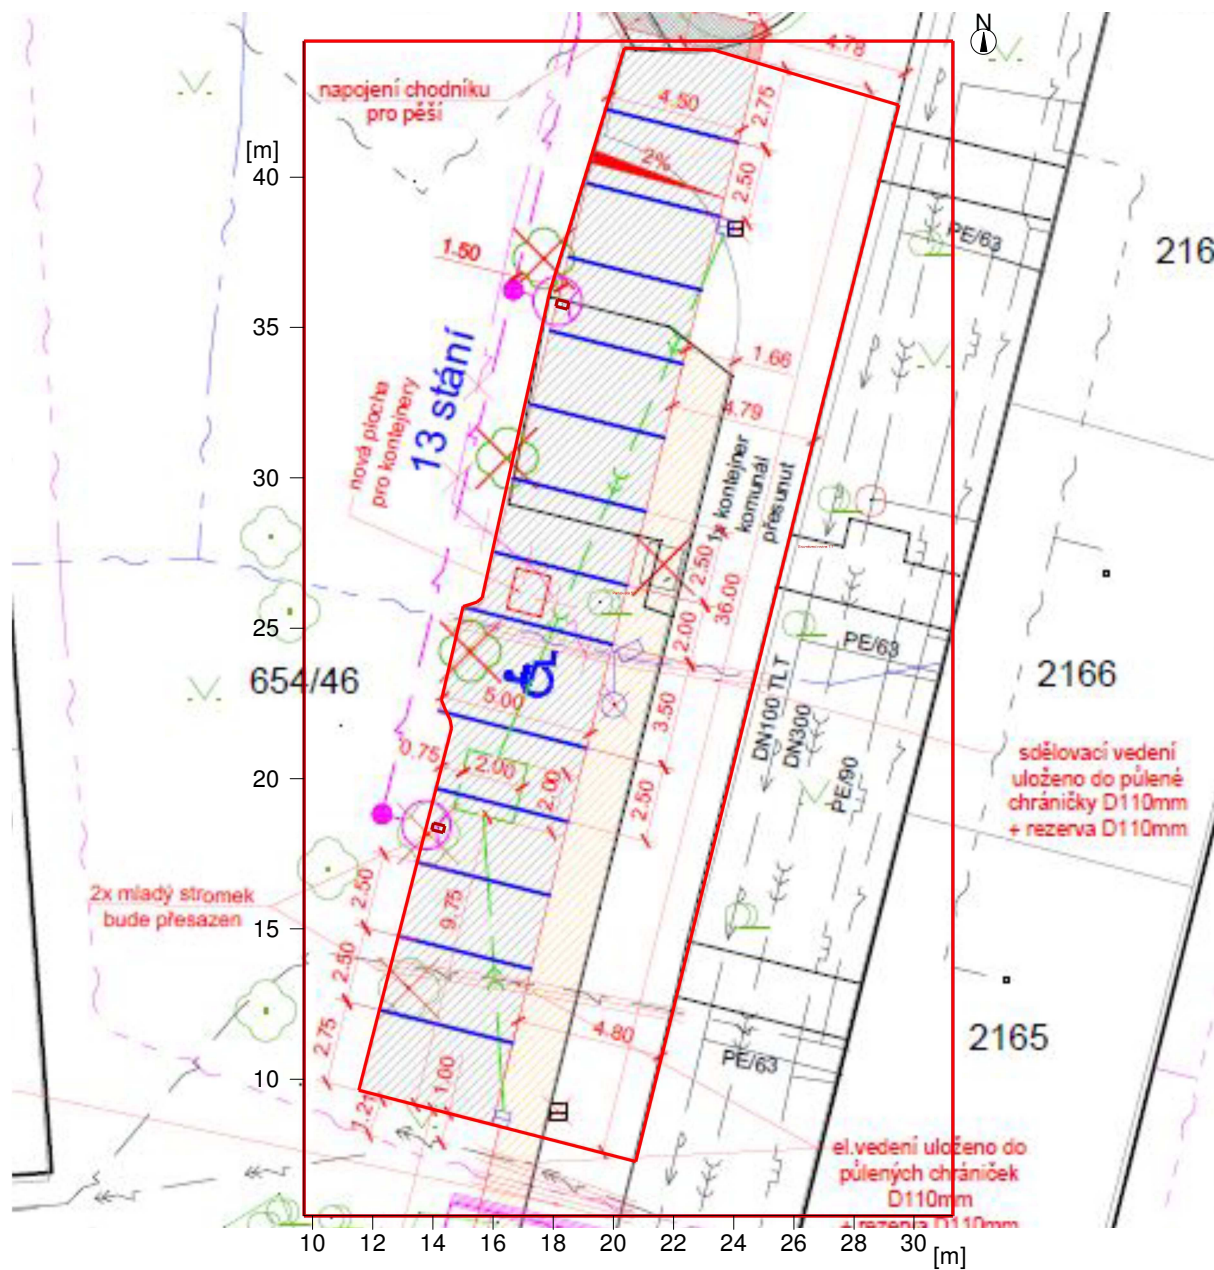 N
4.78
napojení chodníku
pro pěší
4.50
2.75
[m]
40
2%
2.50
PE/63
216
1.50
35
1.66
13 stání
nová plocha
pro kontejnery
4.79
1x kontejner
komunál
přesunut
30
2.50
36.00
2.00
25
PE/63
654/46
2166
5.00
3.50
DN100 TLT
DN300
PE/90
sdělovací vedení
uloženo do půlené
chráničky D110mm
+ rezerva D110mm
0.75
2.00
2.00
2.50
20
2x mladý stromek
bude přesazen
2.50
9.75
15
2.50
2.75
4.80
2165
PE/63
10
1.00
1.21
el.vedení uloženo do
půlených chrániček
D110mm
+ rezerva D110mm
10 12 14 16 18 20 22 24 26 28 30
[m]